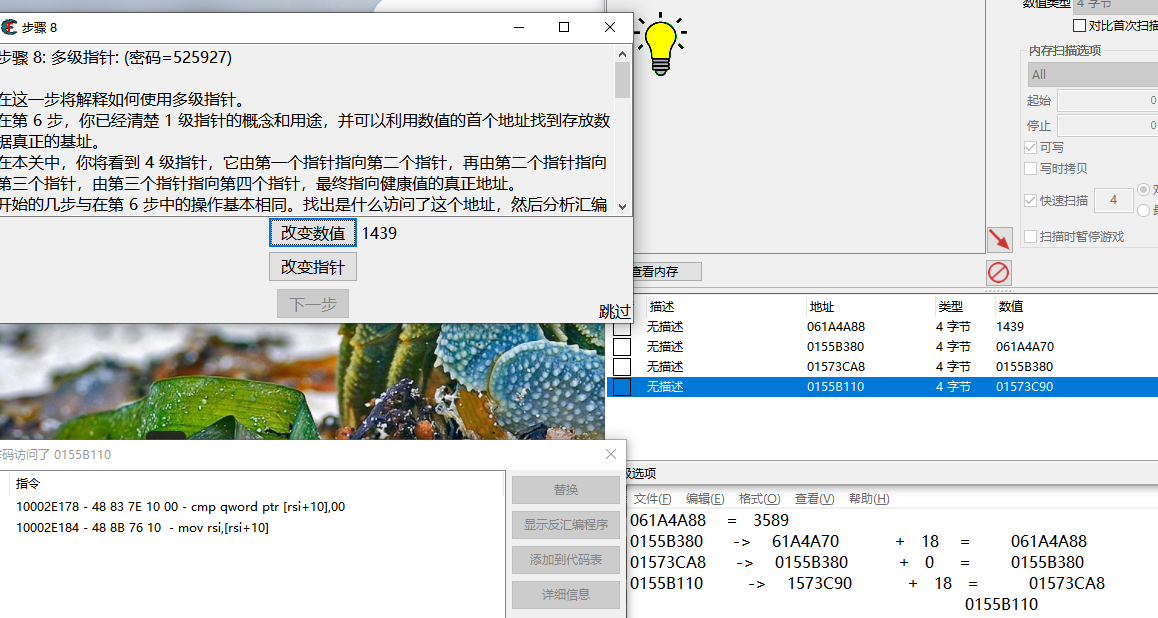 步骤 8
步骤 8: 多级指针: (密码=525927)
在这一步将解释如何使用多级指针。
在第 6 步，你已经清楚 1 级指针的概念和用途，并可以利用数值的首个地址找到存放数
据真正的基址。
在本关中，你将看到 4 级指针，它由第一个指针指向第二个指针，再由第二个指针指向
第三个指针，由第三个指针指向第四个指针，最终指向健康值的真正地址。
开始的几步与在第 6 步中的操作基本相同。找出是什么访问了这个地址，然后分析汇编
改变数值 1439
改变指针
下一步
跳过
数值类型 4 字节
对比首次扫描
内存扫描选项
All
起始 0
停止 0
可写
写时拷贝
快速扫描 4
扫描时暂停游戏
查看内存
描述 地址 类型 数值
无描述 061A4A88 4 字节 1439
无描述 0155B380 4 字节 061A4A70
无描述 01573CA8 4 字节 0155B380
无描述 0155B110 4 字节 01573C90
码访问了 0155B110
指令
10002E178 - 48 83 7E 10 00 - cmp qword ptr [rsi+10],00
10002E184 - 48 8B 76 10 - mov rsi,[rsi+10]
替换
显示反汇编程序
添加到代码表
详细信息
级选项
文件(F) 编辑(E) 格式(O) 查看(V) 帮助(H)
061A4A88 = 3589
0155B380 -> 61A4A70 + 18 = 061A4A88
01573CA8 -> 0155B380 + 0 = 0155B380
0155B110 -> 1573C90 + 18 = 01573CA8
0155B110